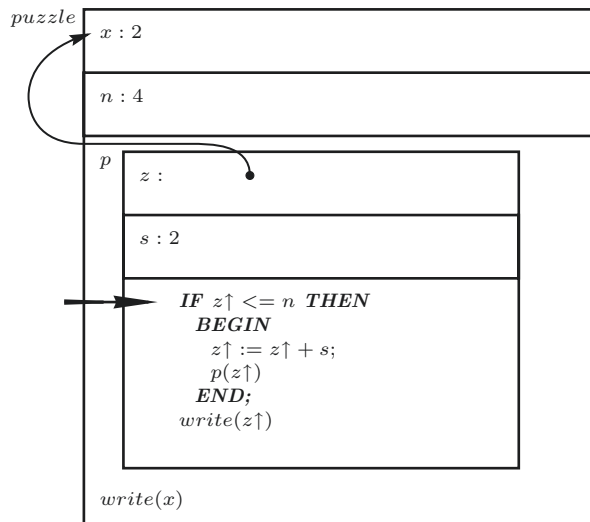 puzzle
x : 2
n : 4
p
z :
s : 2
IF z↑ <= n THEN
BEGIN
z↑ := z↑ + s;
p(z↑)
END;
write(z↑)
write(x)